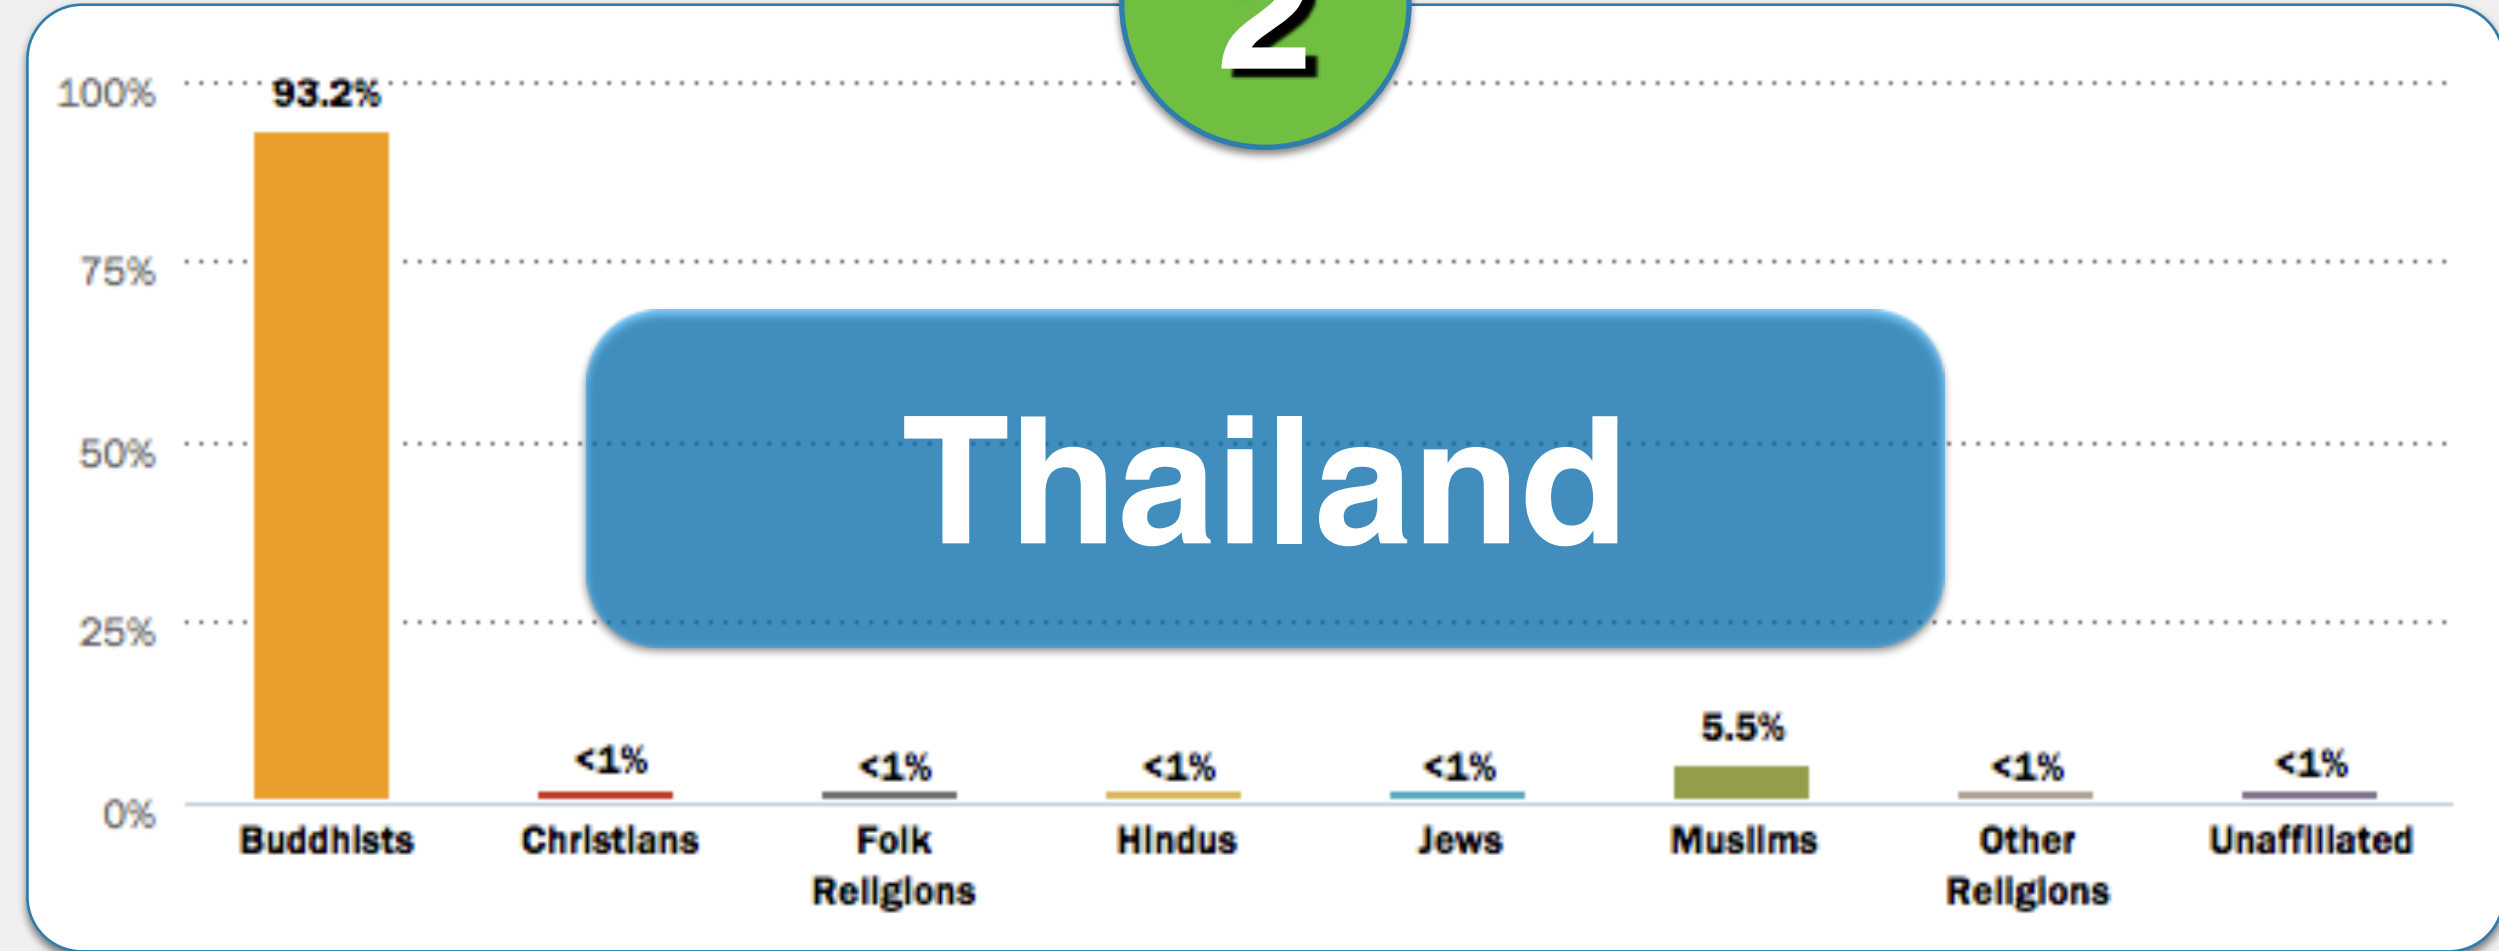 2
100%
93.2%
75%
Thailand
50%
25%
5.5%
<1%
<1%
<1%
<1%
<1%
<1%
0%
Buddhists
Christians
Folk
Religions
Hindus
Jews
Muslims
Other
Religions
Unaffiliated